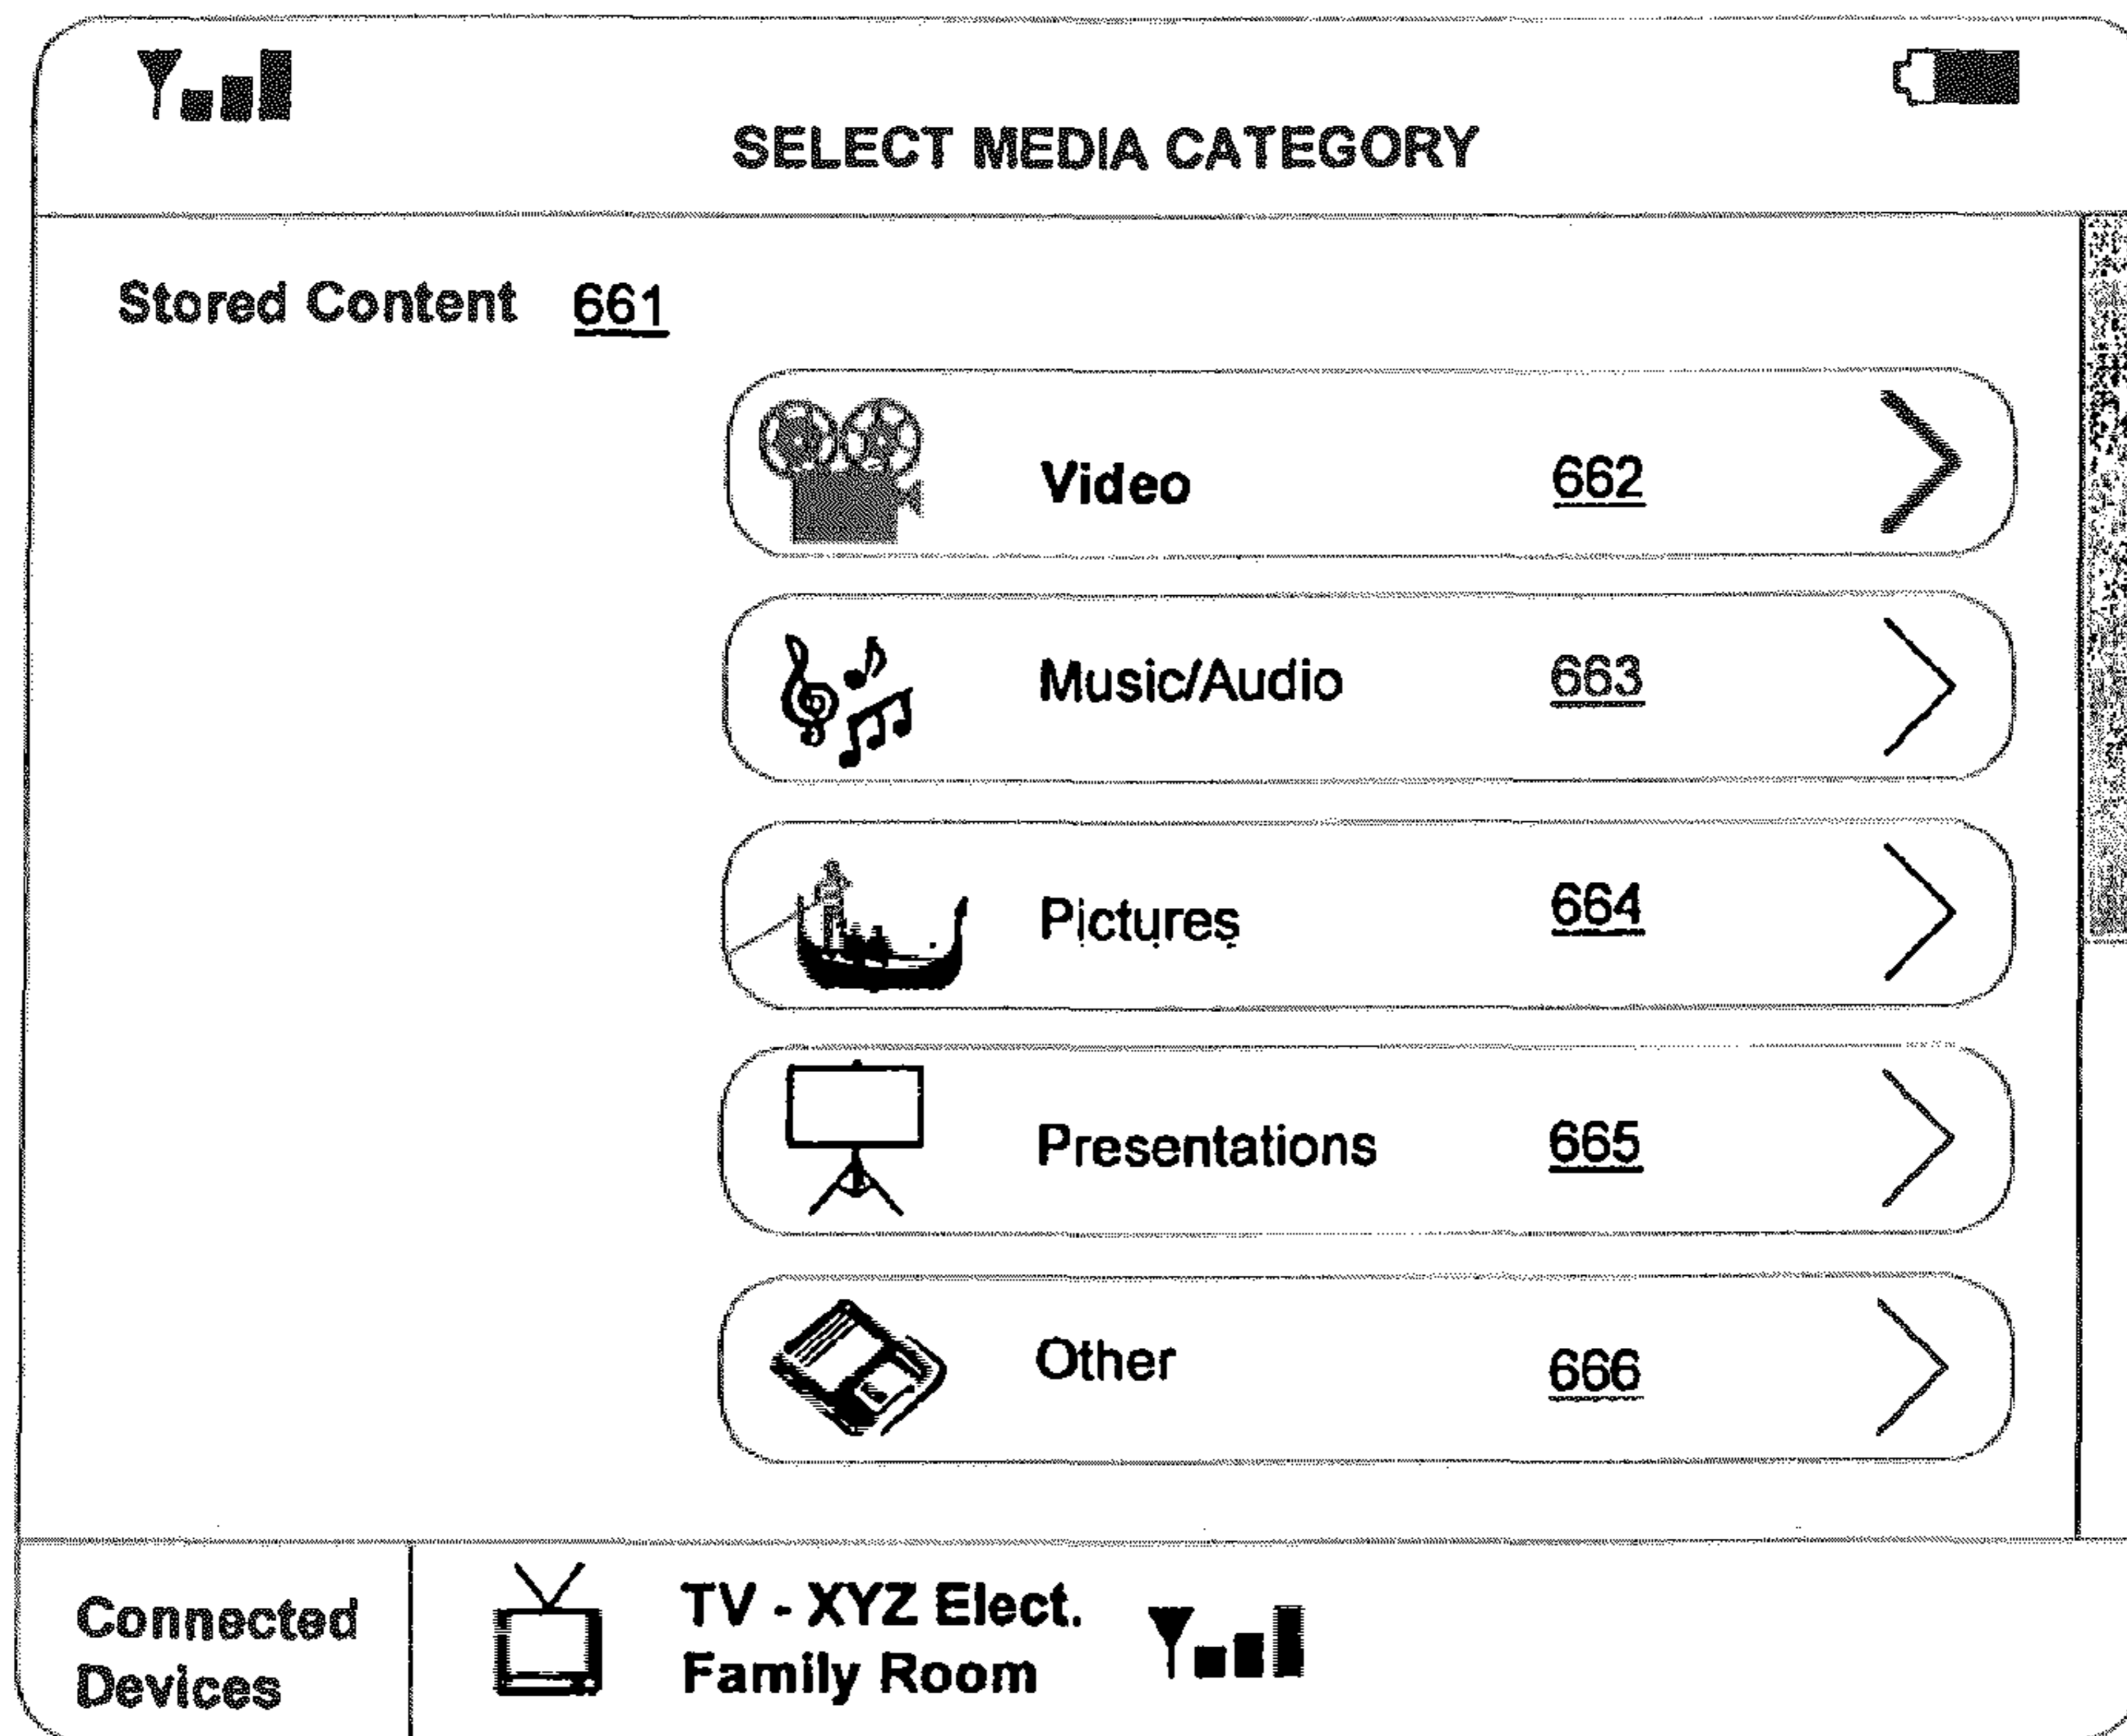 SELECT MEDIA CATEGORY
Stored Content 661
Video 662
Music/Audio 663
Pictures 664
Presentations 665
Other 666
Connected
Devices
TV - XYZ Elect.
Family Room